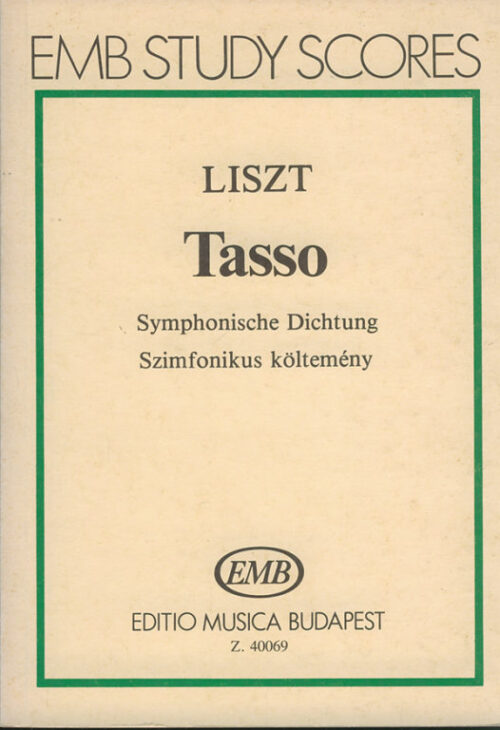 EMB STUDY SCORES
LISZT
Tasso
Symphonische Dichtung
Szimfonikus költemény
EMB
EDITIO MUSICA BUDAPEST
Z. 40069